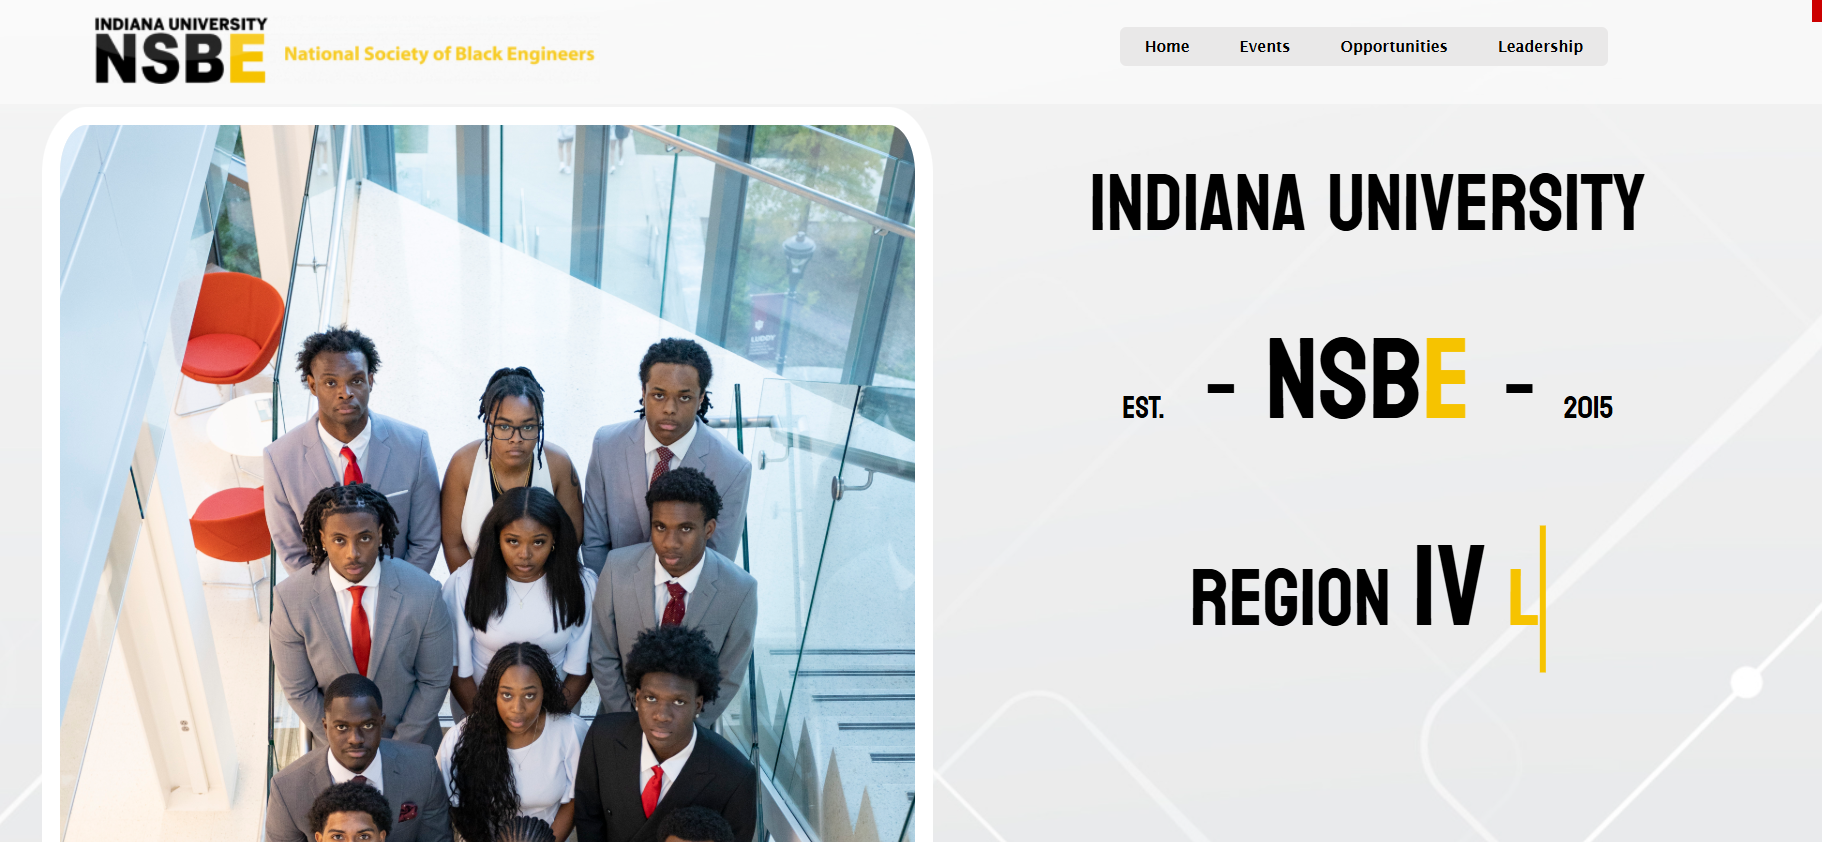 INDIANA UNIVERSITY
NSBE
National Society of Black Engineers
Home Events Opportunities Leadership
LUDDY
INDIANA UNIVERSITY
EST. - NSBE - 2015
REGION IV L